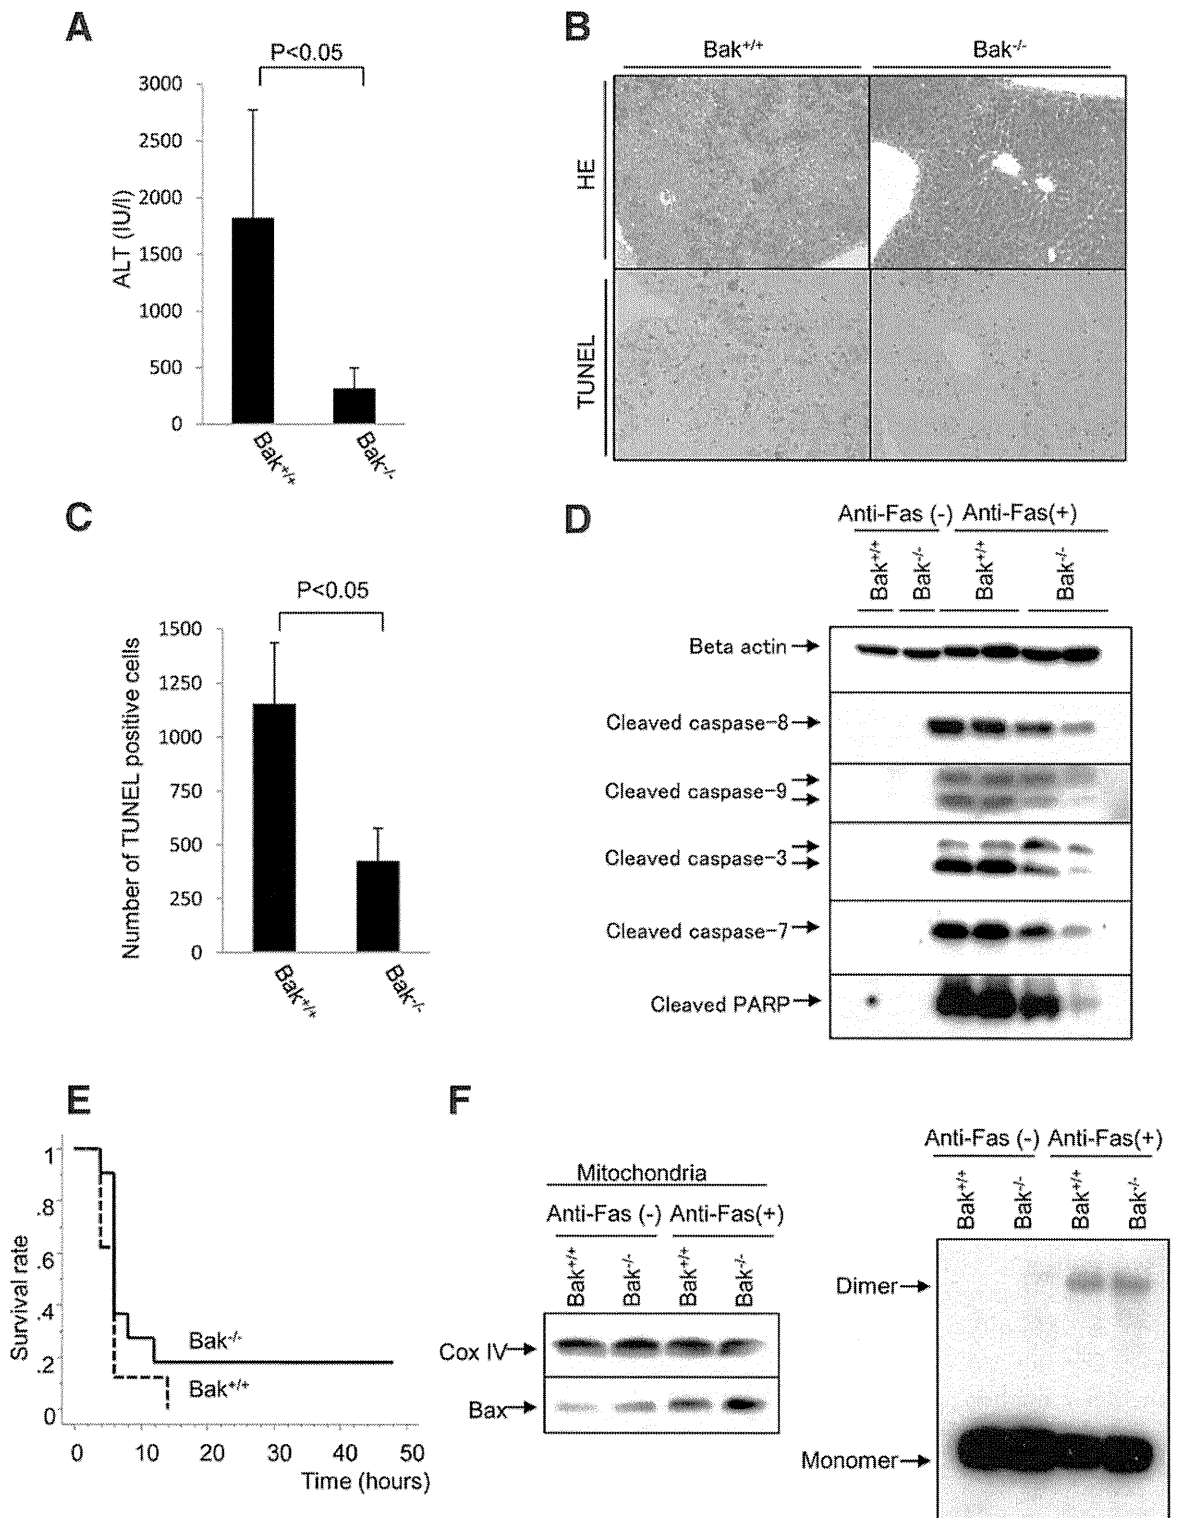 A
P<0.05
3000
2500
2000
1500
1000
500
0
ALT (IU/l)
Bak+/+
Bak-/-
B
Bak+/+
Bak-/-
HE
TUNEL
C
P<0.05
1500
1250
1000
750
500
250
0
Number of TUNEL positive cells
Bak+/+
Bak-/-
D
Anti-Fas (-) Anti-Fas(+)
Bak+/+
Bak-/-
Bak+/+
Bak-/-
Beta actin
Cleaved caspase-8
Cleaved caspase-9
Cleaved caspase-3
Cleaved caspase-7
Cleaved PARP
E
1
.8
.6
.4
.2
0
Survival rate
Bak-/-
Bak+/+
0 10 20 30 40 50
Time (hours)
F
Mitochondria
Anti-Fas (-) Anti-Fas(+)
Bak+/+
Bak-/-
Bak+/+
Bak-/-
Cox IV
Bax
Anti-Fas (-) Anti-Fas(+)
Bak+/+
Bak-/-
Bak+/+
Bak-/-
Dimer
Monomer